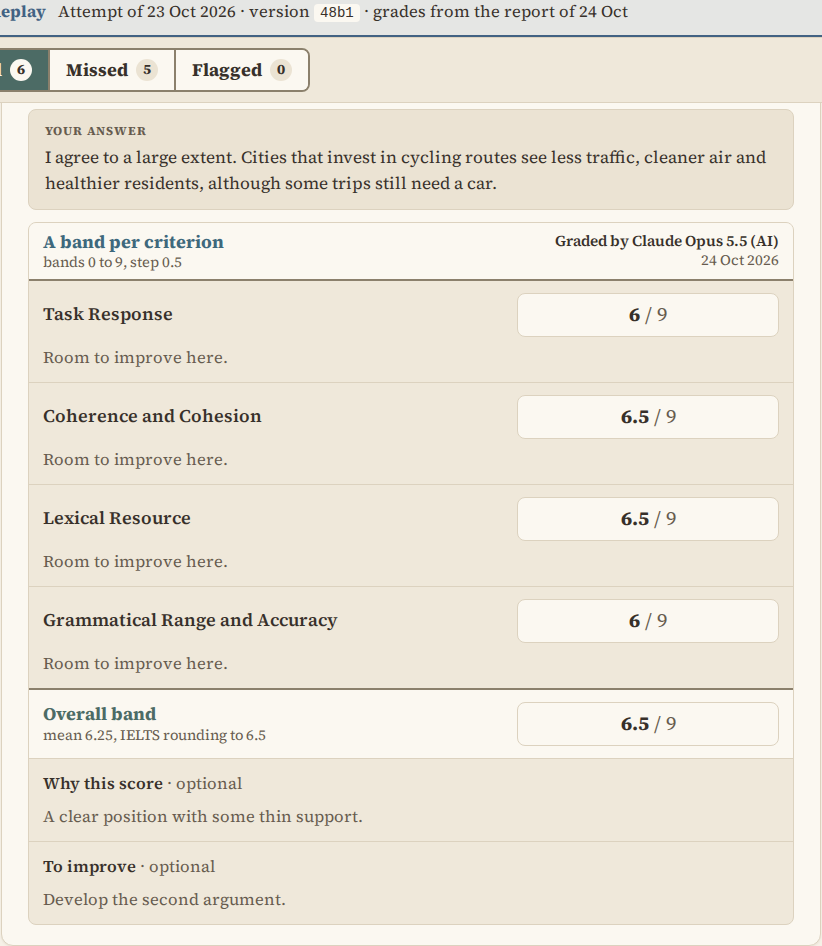 eplay Attempt of 23 Oct 2026 · version 48b1 · grades from the report of 24 Oct
6 Missed 5 Flagged 0
YOUR ANSWER
I agree to a large extent. Cities that invest in cycling routes see less traffic, cleaner air and
healthier residents, although some trips still need a car.
A band per criterion
bands 0 to 9, step 0.5
Graded by Claude Opus 5.5 (AI)
24 Oct 2026
Task Response
6 / 9
Room to improve here.
Coherence and Cohesion
6.5 / 9
Room to improve here.
Lexical Resource
6.5 / 9
Room to improve here.
Grammatical Range and Accuracy
6 / 9
Room to improve here.
Overall band
mean 6.25, IELTS rounding to 6.5
6.5 / 9
Why this score · optional
A clear position with some thin support.
To improve · optional
Develop the second argument.